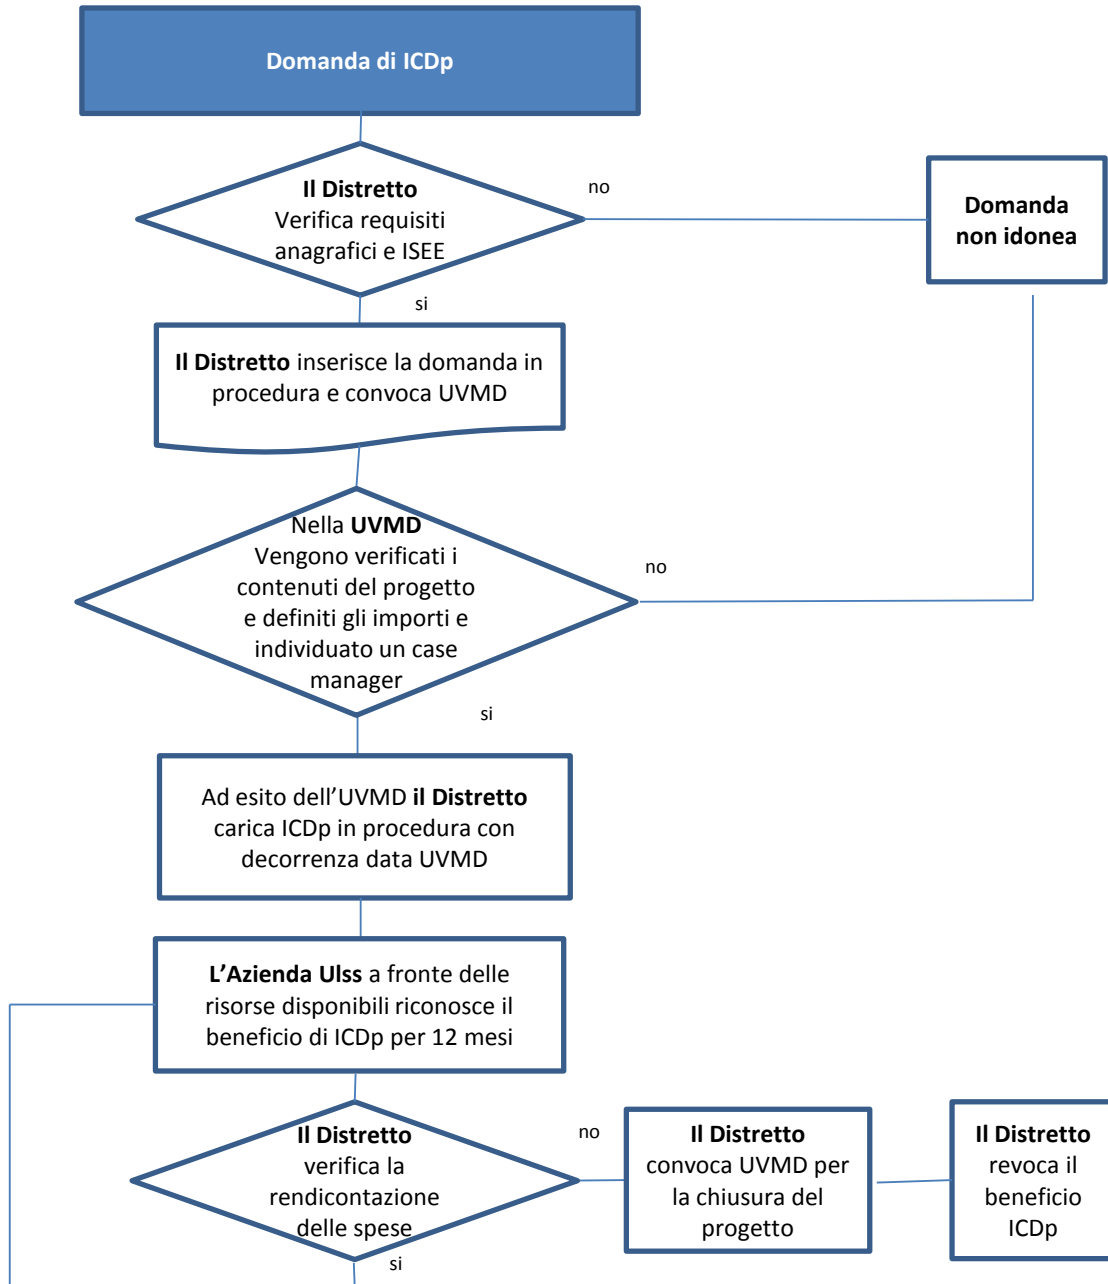 Domanda di ICDp
Il Distretto
Verifica requisiti
anagrafici e ISEE
no
Domanda
non idonea
si
Il Distretto inserisce la domanda in
procedura e convoca UVMD
Nella UVMD
Vengono verificati i
contenuti del progetto
e definiti gli importi e
individuato un case
manager
no
si
Ad esito dell’UVMD il Distretto
carica ICDp in procedura con
decorrenza data UVMD
L’Azienda Ulss a fronte delle
risorse disponibili riconosce il
beneficio di ICDp per 12 mesi
Il Distretto
verifica la
rendicontazione
delle spese
no
Il Distretto
convoca UVMD per
la chiusura del
progetto
Il Distretto
revoca il
beneficio
ICDp
si